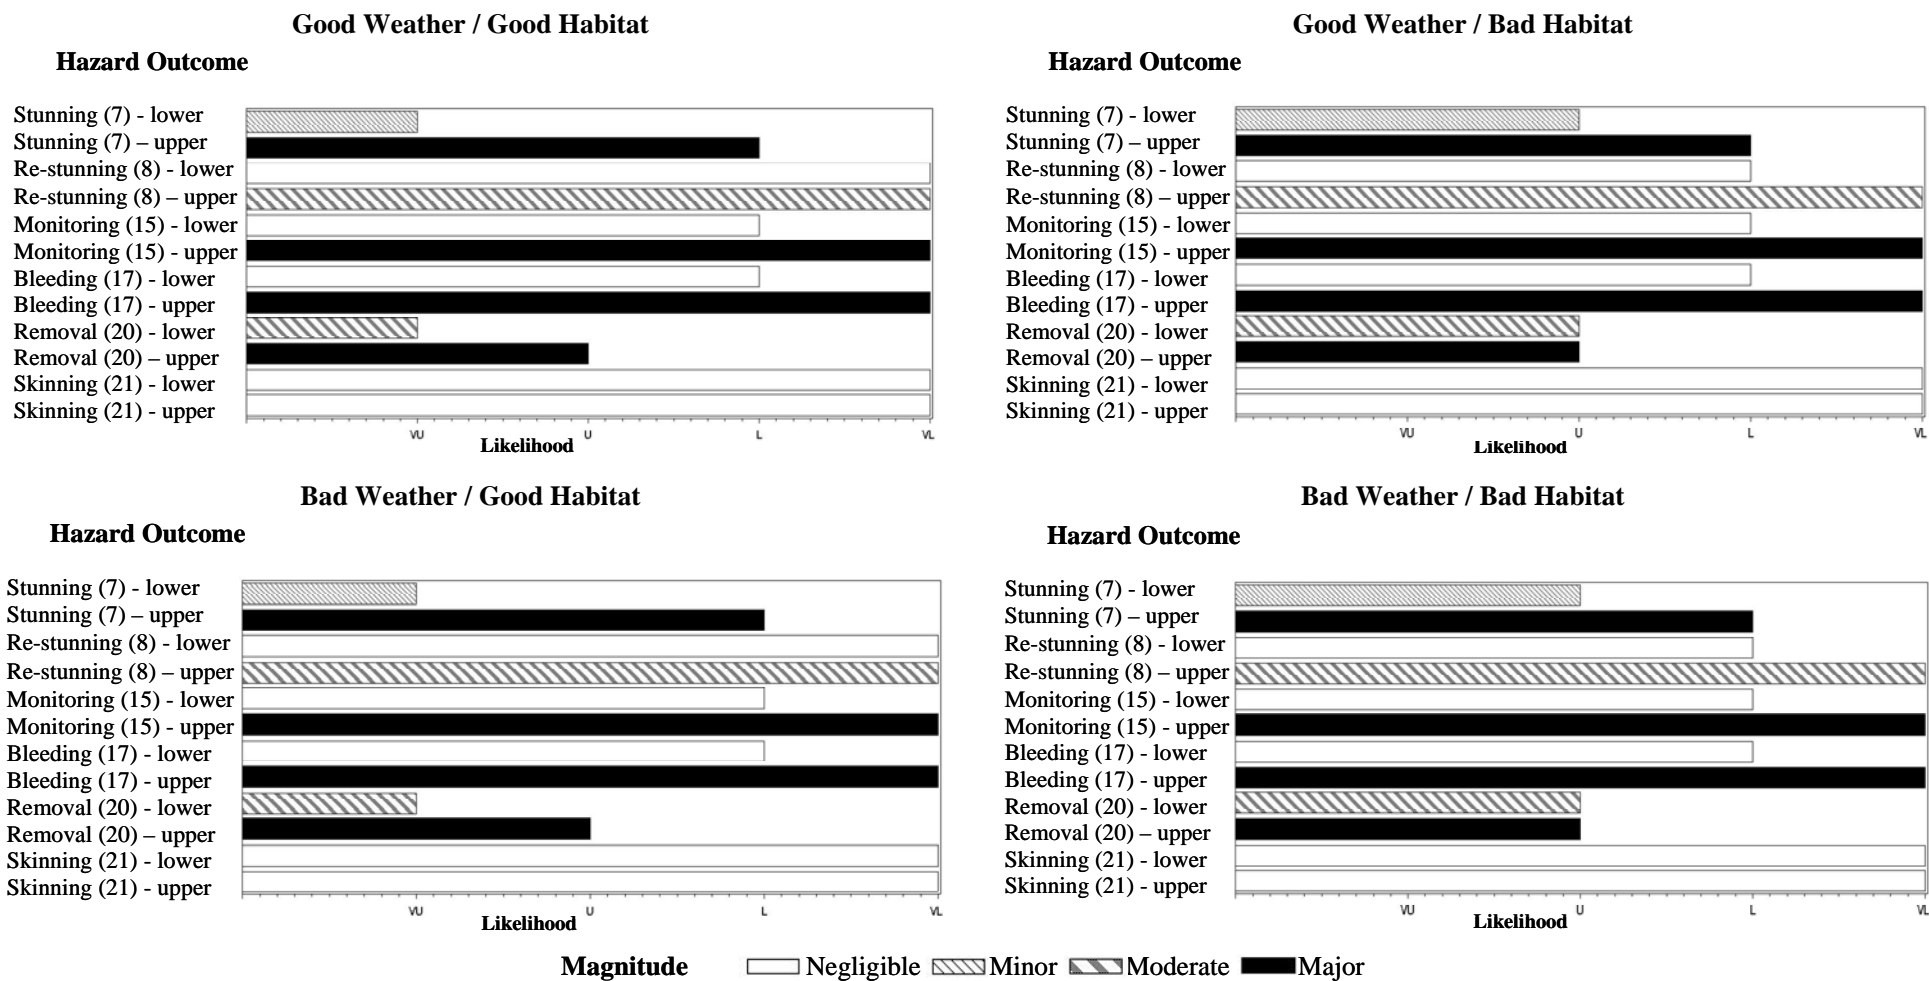 Good Weather / Good Habitat
Hazard Outcome
Stunning (7) - lower
Stunning (7) – upper
Re-stunning (8) - lower
Re-stunning (8) – upper
Monitoring (15) - lower
Monitoring (15) - upper
Bleeding (17) - lower
Bleeding (17) - upper
Removal (20) - lower
Removal (20) – upper
Skinning (21) - lower
Skinning (21) - upper
VU U L VL
Likelihood
Good Weather / Bad Habitat
Hazard Outcome
Stunning (7) - lower
Stunning (7) – upper
Re-stunning (8) - lower
Re-stunning (8) – upper
Monitoring (15) - lower
Monitoring (15) - upper
Bleeding (17) - lower
Bleeding (17) - upper
Removal (20) - lower
Removal (20) – upper
Skinning (21) - lower
Skinning (21) - upper
VU U L VL
Likelihood
Bad Weather / Good Habitat
Hazard Outcome
Stunning (7) - lower
Stunning (7) – upper
Re-stunning (8) - lower
Re-stunning (8) – upper
Monitoring (15) - lower
Monitoring (15) - upper
Bleeding (17) - lower
Bleeding (17) - upper
Removal (20) - lower
Removal (20) – upper
Skinning (21) - lower
Skinning (21) - upper
VU U L VL
Likelihood
Bad Weather / Bad Habitat
Hazard Outcome
Stunning (7) - lower
Stunning (7) – upper
Re-stunning (8) - lower
Re-stunning (8) – upper
Monitoring (15) - lower
Monitoring (15) - upper
Bleeding (17) - lower
Bleeding (17) - upper
Removal (20) - lower
Removal (20) – upper
Skinning (21) - lower
Skinning (21) - upper
VU U L VL
Likelihood
Magnitude Negligible Minor Moderate Major